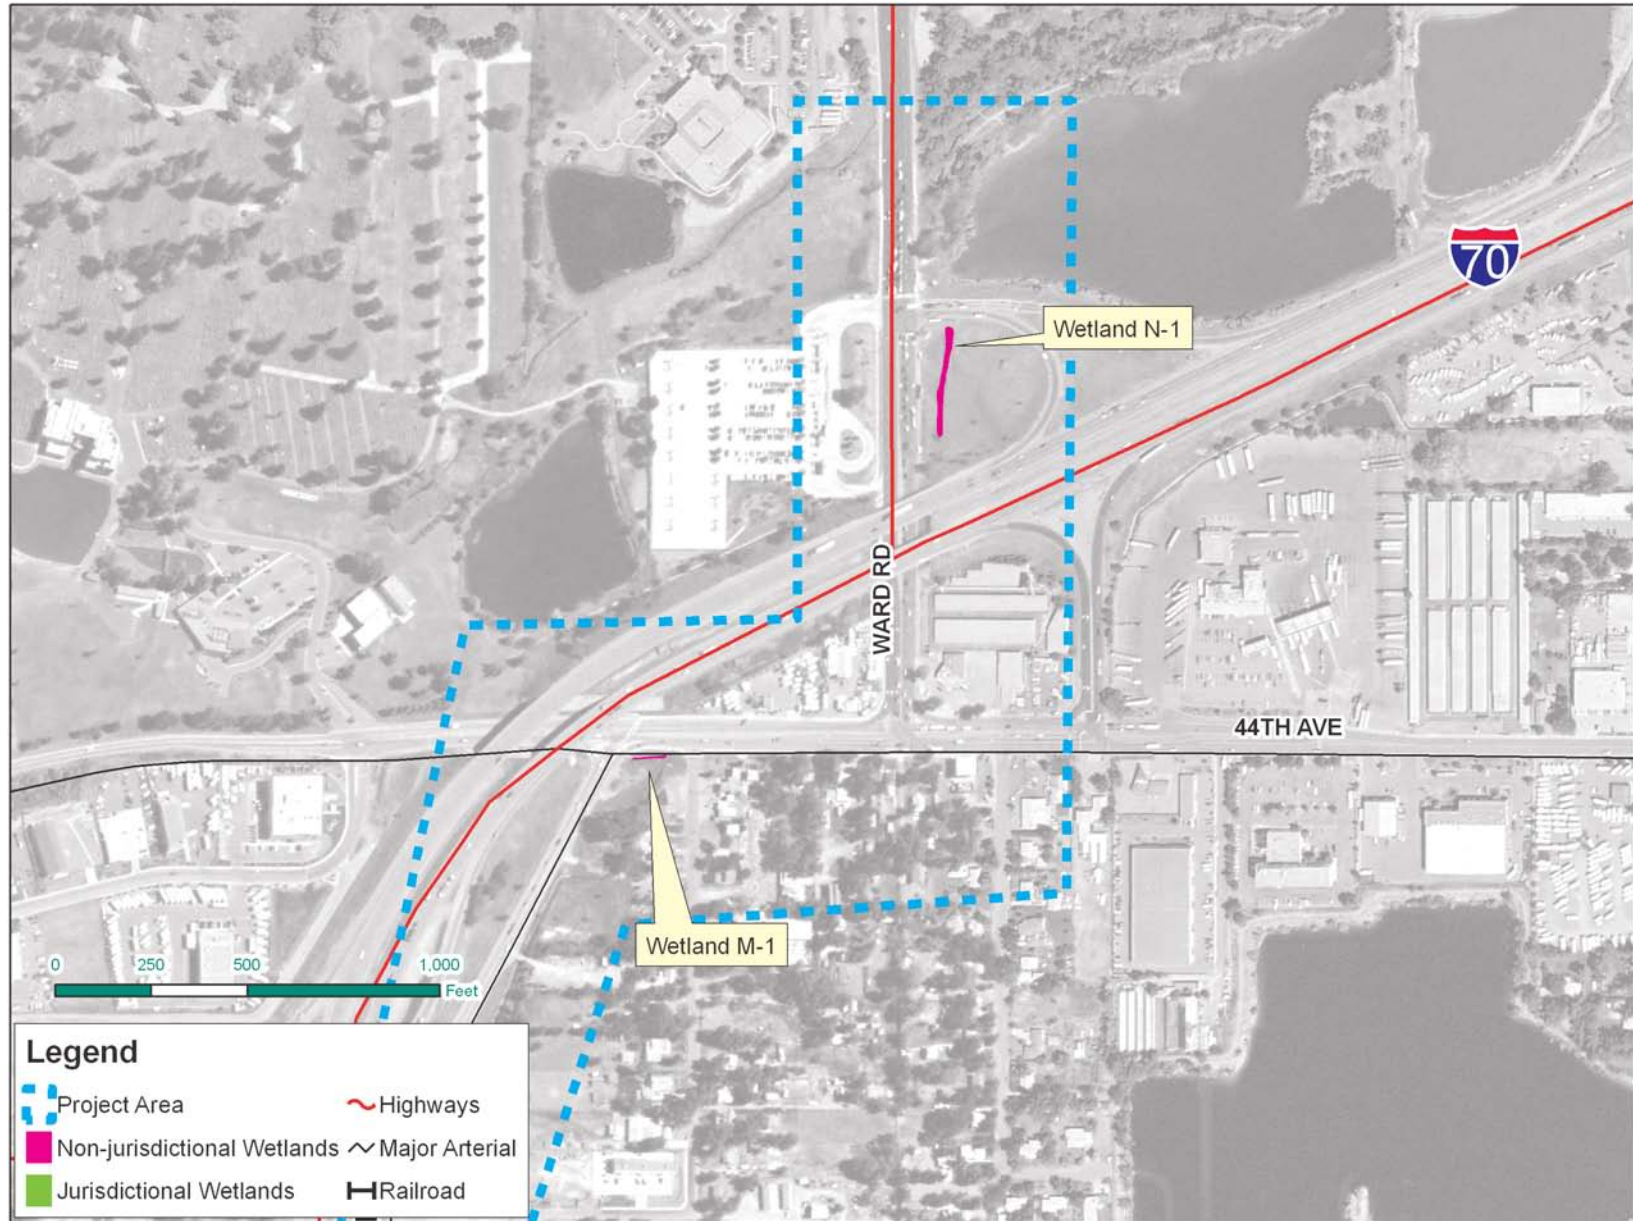 70
Wetland N-1
WARD RD
44TH AVE
Wetland M-1
0 250 500 1,000
Feet
Legend
Project Area
Highways
Non-jurisdictional Wetlands
Major Arterial
Jurisdictional Wetlands
Railroad